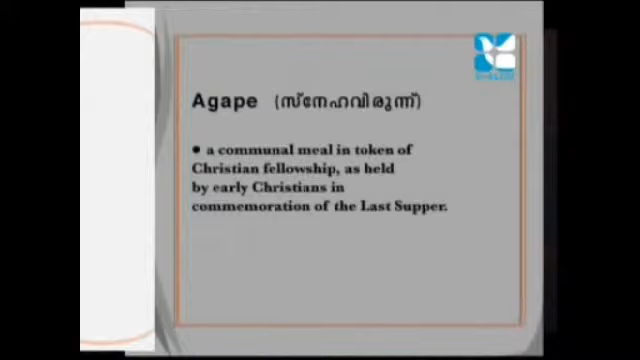 Agape (സ്നേഹവിരുന്ന്)
• a communal meal in token of
Christian fellowship, as held
by early Christians in
commemoration of the Last Supper.